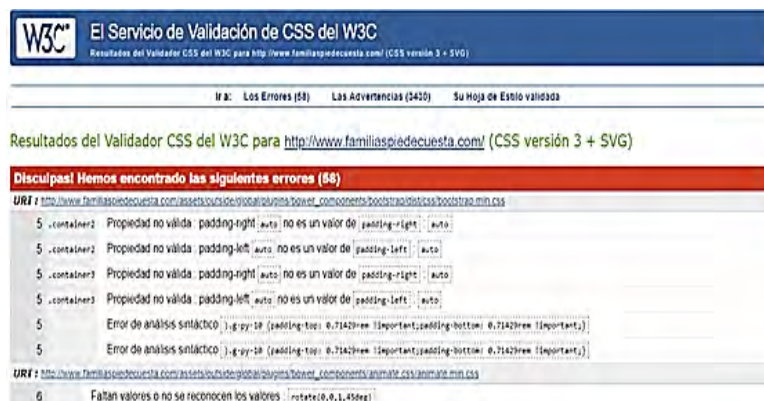 W3C El Servicio de Validación de CSS del W3C
Resultados del Validador CSS del W3C para http://www.familiaspiedecuesta.com/ (CSS versión 3 + SVG)
Ir a: Los Errores (58) Las Advertencias (3430) Su Hoja de Estilo validada
Resultados del Validador CSS del W3C para http://www.familiaspiedecuesta.com/ (CSS versión 3 + SVG)
Disculpas! Hemos encontrado las siguientes errores (58)
URI : http://www.familiaspiedecuesta.com/assets/outside/global/plugins/bower_components/bootstrap/dist/css/bootstrap.min.css
5 .container2 Propiedad no válida : padding-right auto no es un valor de padding-right : auto
5 .container2 Propiedad no válida : padding-left auto no es un valor de padding-left : auto
5 .container3 Propiedad no válida : padding-right auto no es un valor de padding-right : auto
5 .container3 Propiedad no válida : padding-left auto no es un valor de padding-left : auto
5 Error de análisis sintáctico ).g-py-10 {padding-top: 0.71429rem !important;padding-bottom: 0.71429rem !important;}
5 Error de análisis sintáctico ).g-py-10 {padding-top: 0.71429rem !important;padding-bottom: 0.71429rem !important;}
URI : http://www.familiaspiedecuesta.com/assets/outside/global/plugins/bower_components/animate.css/animate.min.css
6 Faltan valores o no se reconocen los valores : rotate(0,0,1,45deg)